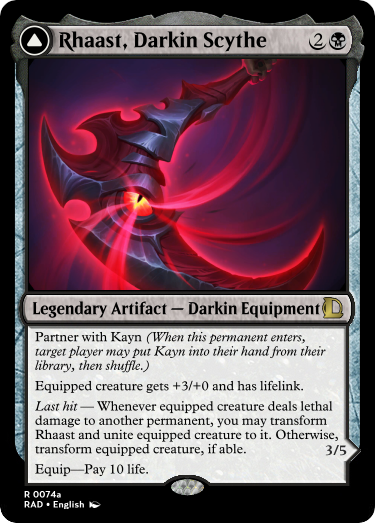 Rhaast, Darkin Scythe 2
Legendary Artifact — Darkin Equipment
Partner with Kayn (When this permanent enters,
target player may put Kayn into their hand from their
library, then shuffle.)
Equipped creature gets +3/+0 and has lifelink.
Last hit — Whenever equipped creature deals lethal
damage to another permanent, you may transform
Rhaast and unite equipped creature to it. Otherwise,
transform equipped creature, if able.
3/5
Equip—Pay 10 life.
R 0074a
RAD • English